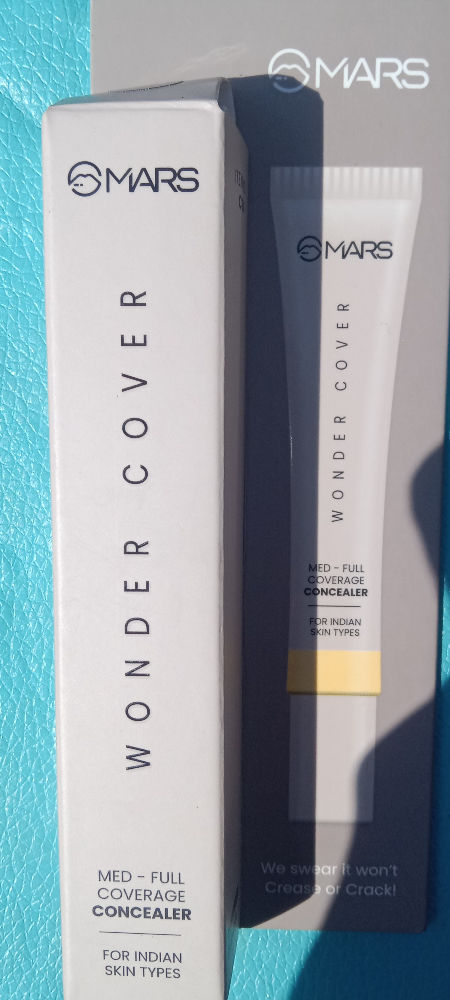 MARS
WONDER COVER
MED - FULL
COVERAGE
CONCEALER
FOR INDIAN
SKIN TYPES
MARS
MARS
WONDER COVER
MED - FULL
COVERAGE
CONCEALER
FOR INDIAN
SKIN TYPES
We swear it won't
Crease or Crack!